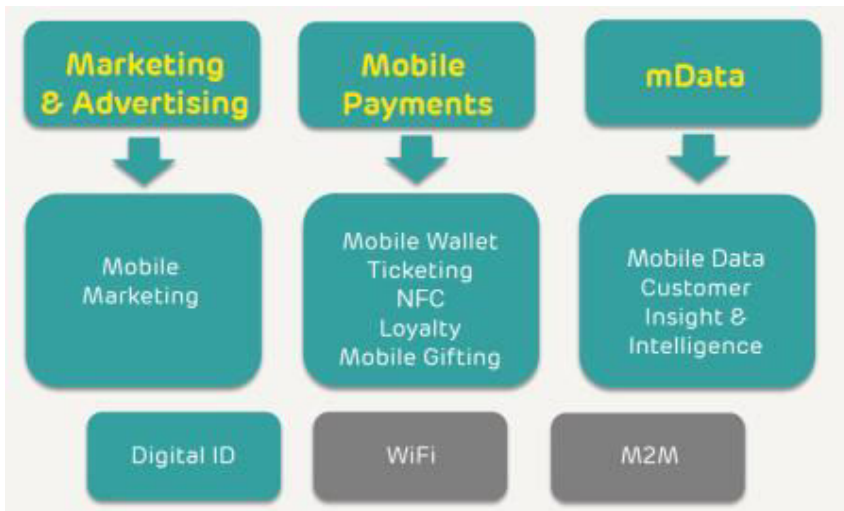 Marketing
& Advertising
Mobile
Payments
mData
Mobile
Marketing
Mobile Wallet
Ticketing
NFC
Loyalty
Mobile Gifting
Mobile Data
Customer
Insight &
Intelligence
Digital ID
WiFi
M2M